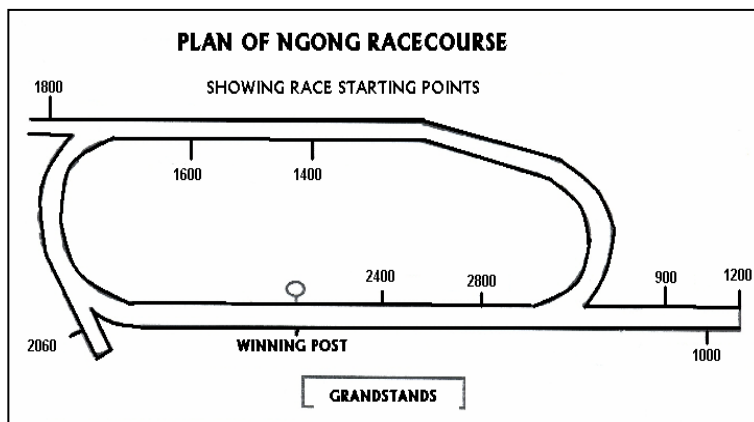 PLAN OF NGONG RACECOURSE
SHOWING RACE STARTING POINTS
1800
1600
1400
2400
2800
900
1200
2060
WINNING POST
1000
GRANDSTANDS